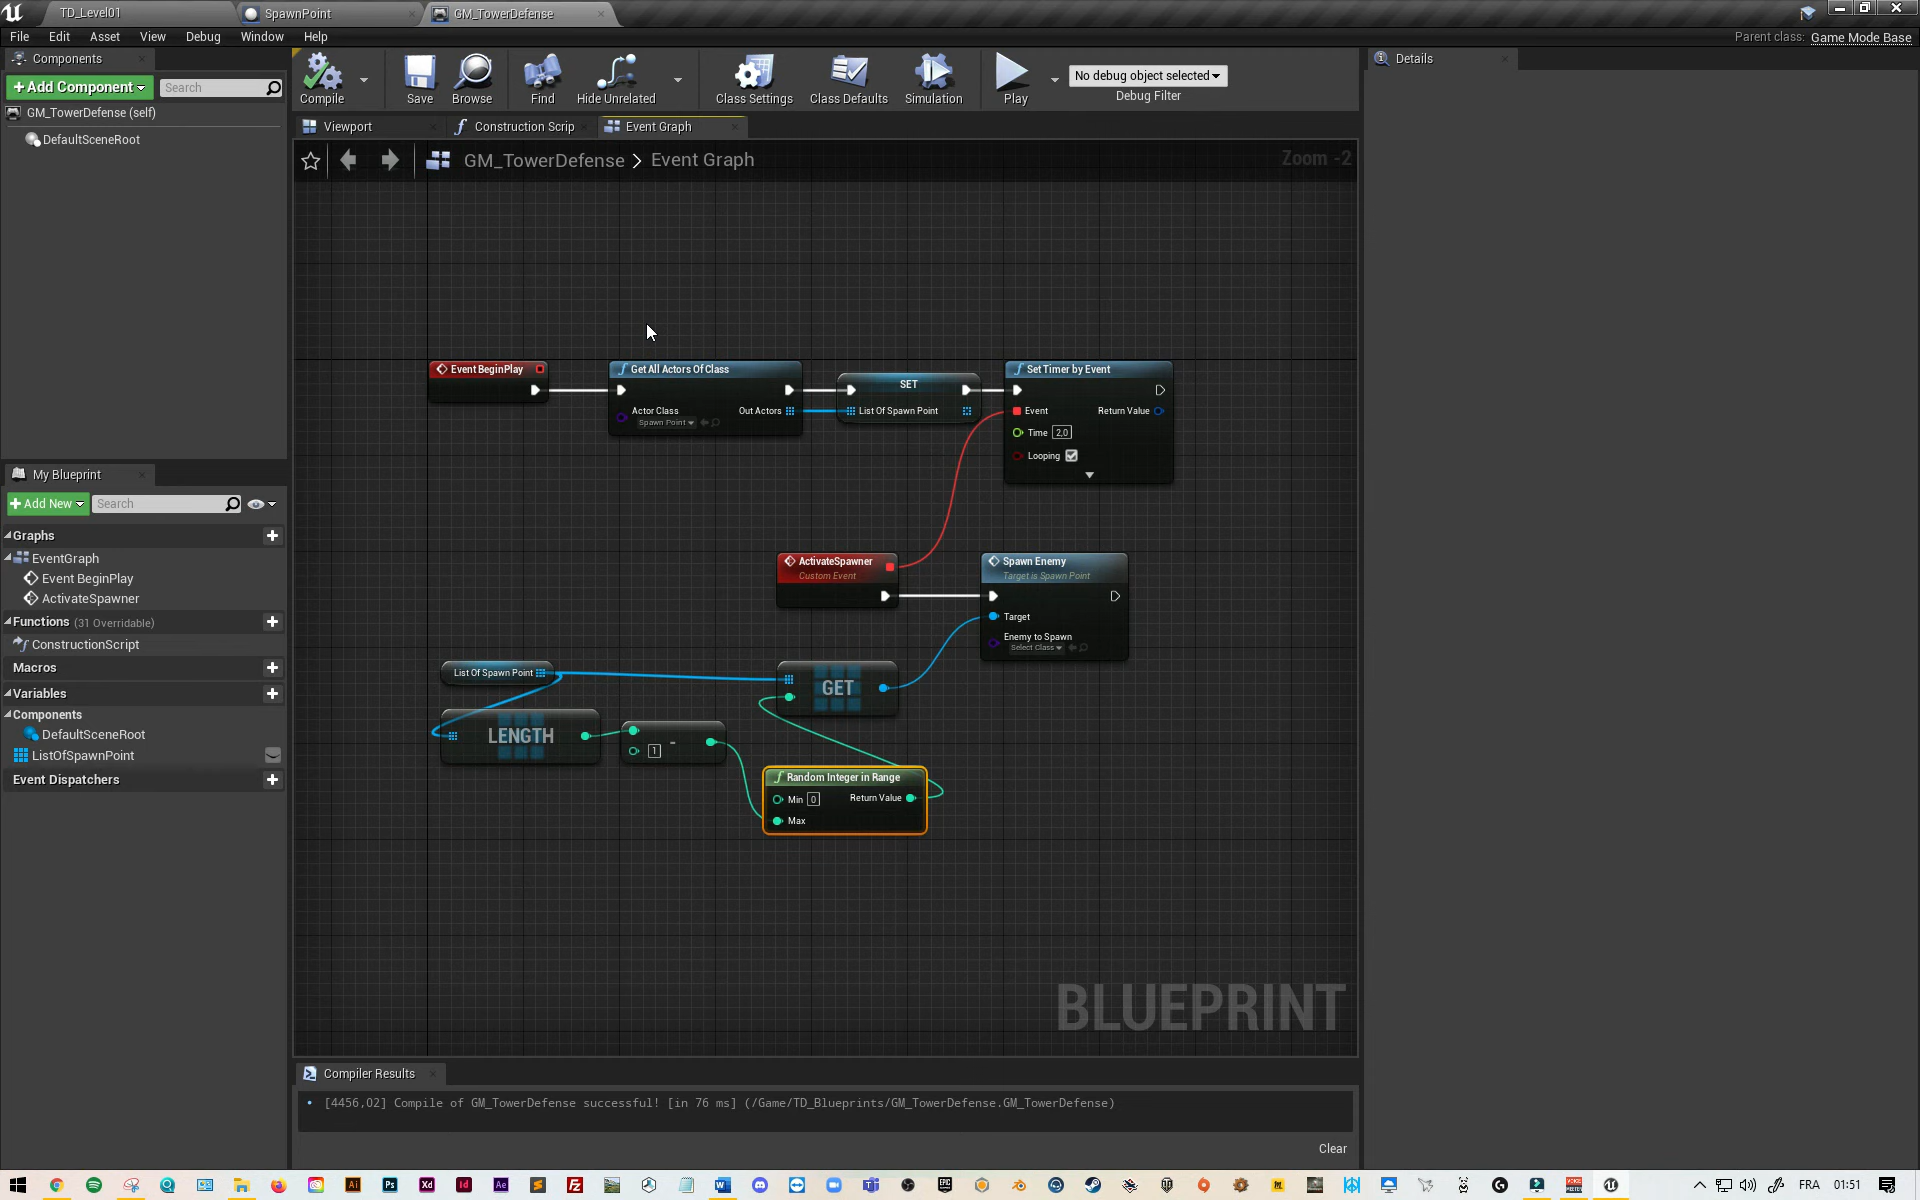 TD_Level01
SpawnPoint
GM_TowerDefense
File Edit Asset View Debug Window Help
Parent class: Game Mode Base
Components
+Add Component
Search
GM_TowerDefense (self)
DefaultSceneRoot
Compile
Save
Browse
Find
Hide Unrelated
Class Settings
Class Defaults
Simulation
Play
No debug object selected
Debug Filter
Details
Viewport
Construction Scrip
Event Graph
GM_TowerDefense > Event Graph
Zoom -2
Event BeginPlay
Get All Actors Of Class
Actor Class
Spawn Point
Out Actors
SET
List Of Spawn Point
Set Timer by Event
Event
Return Value
Time 2,0
Looping
ActivateSpawner
Custom Event
Spawn Enemy
Target is Spawn Point
Target
Enemy to Spawn
Select Class
List Of Spawn Point
GET
LENGTH
1
-
Random Integer in Range
Min 0
Return Value
Max
BLUEPRINT
My Blueprint
+Add New
Search
Graphs
EventGraph
Event BeginPlay
ActivateSpawner
Functions (31 Overridable)
ConstructionScript
Macros
Variables
Components
DefaultSceneRoot
ListOfSpawnPoint
Event Dispatchers
Compiler Results
[4456,02] Compile of GM_TowerDefense successful! [in 76 ms] (/Game/TD_Blueprints/GM_TowerDefense.GM_TowerDefense)
Clear
Ai
Ps
Xd
Id
Ae
FRA
01:51